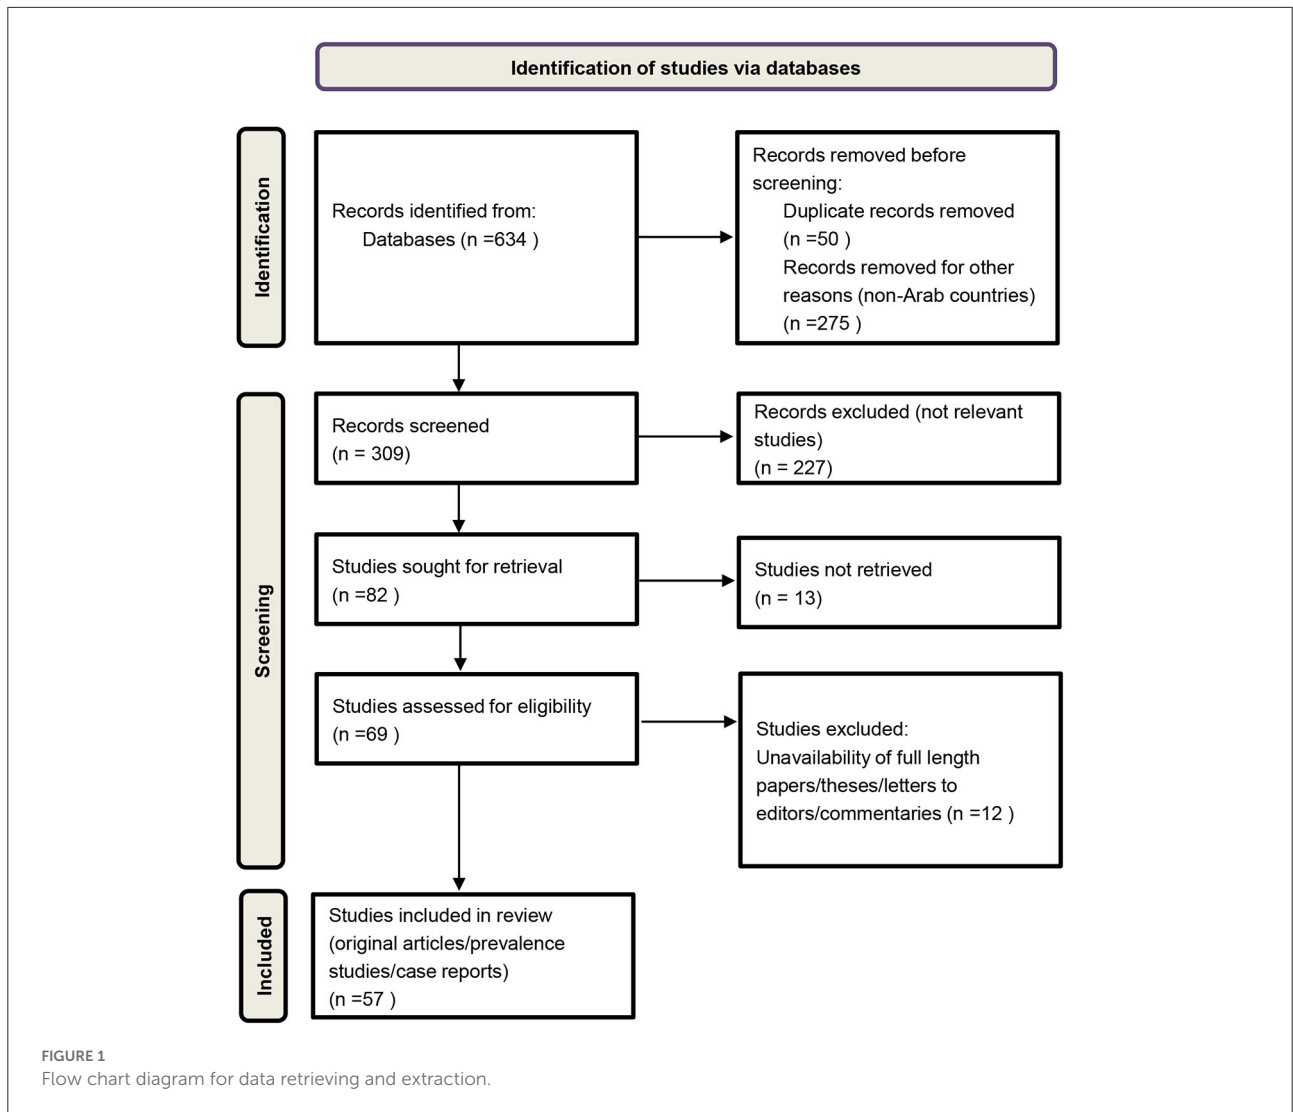 Identification of studies via databases
Identification
Records identified from:
Databases (n =634 )
Records removed before
screening:
Duplicate records removed
(n =50 )
Records removed for other
reasons (non-Arab countries)
(n =275 )
Screening
Records screened
(n = 309)
Records excluded (not relevant
studies)
(n = 227)
Studies sought for retrieval
(n =82 )
Studies not retrieved
(n = 13)
Studies assessed for eligibility
(n =69 )
Studies excluded:
Unavailability of full length
papers/theses/letters to
editors/commentaries (n =12 )
Included
Studies included in review
(original articles/prevalence
studies/case reports)
(n =57 )
FIGURE 1
Flow chart diagram for data retrieving and extraction.